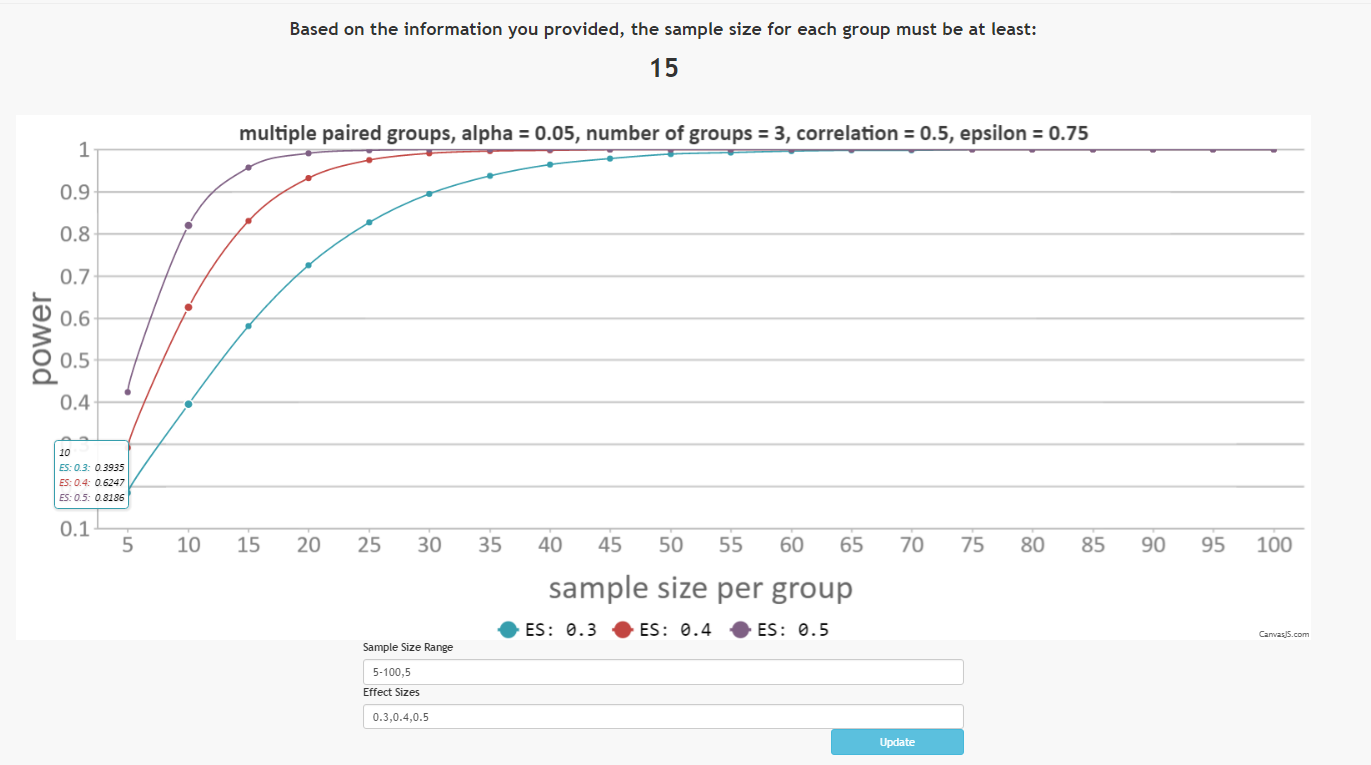 Based on the information you provided, the sample size for each group must be at least:
15
multiple paired groups, alpha = 0.05, number of groups = 3, correlation = 0.5, epsilon = 0.75
power
1
0.9
0.8
0.7
0.6
0.5
0.4
0.1
10
ES: 0.3: 0.3935
ES: 0.4: 0.6247
ES: 0.5: 0.8186
5 10 15 20 25 30 35 40 45 50 55 60 65 70 75 80 85 90 95 100
sample size per group
ES: 0.3 ES: 0.4 ES: 0.5
CanvasJS.com
Sample Size Range
5-100,5
Effect Sizes
0.3,0.4,0.5
Update